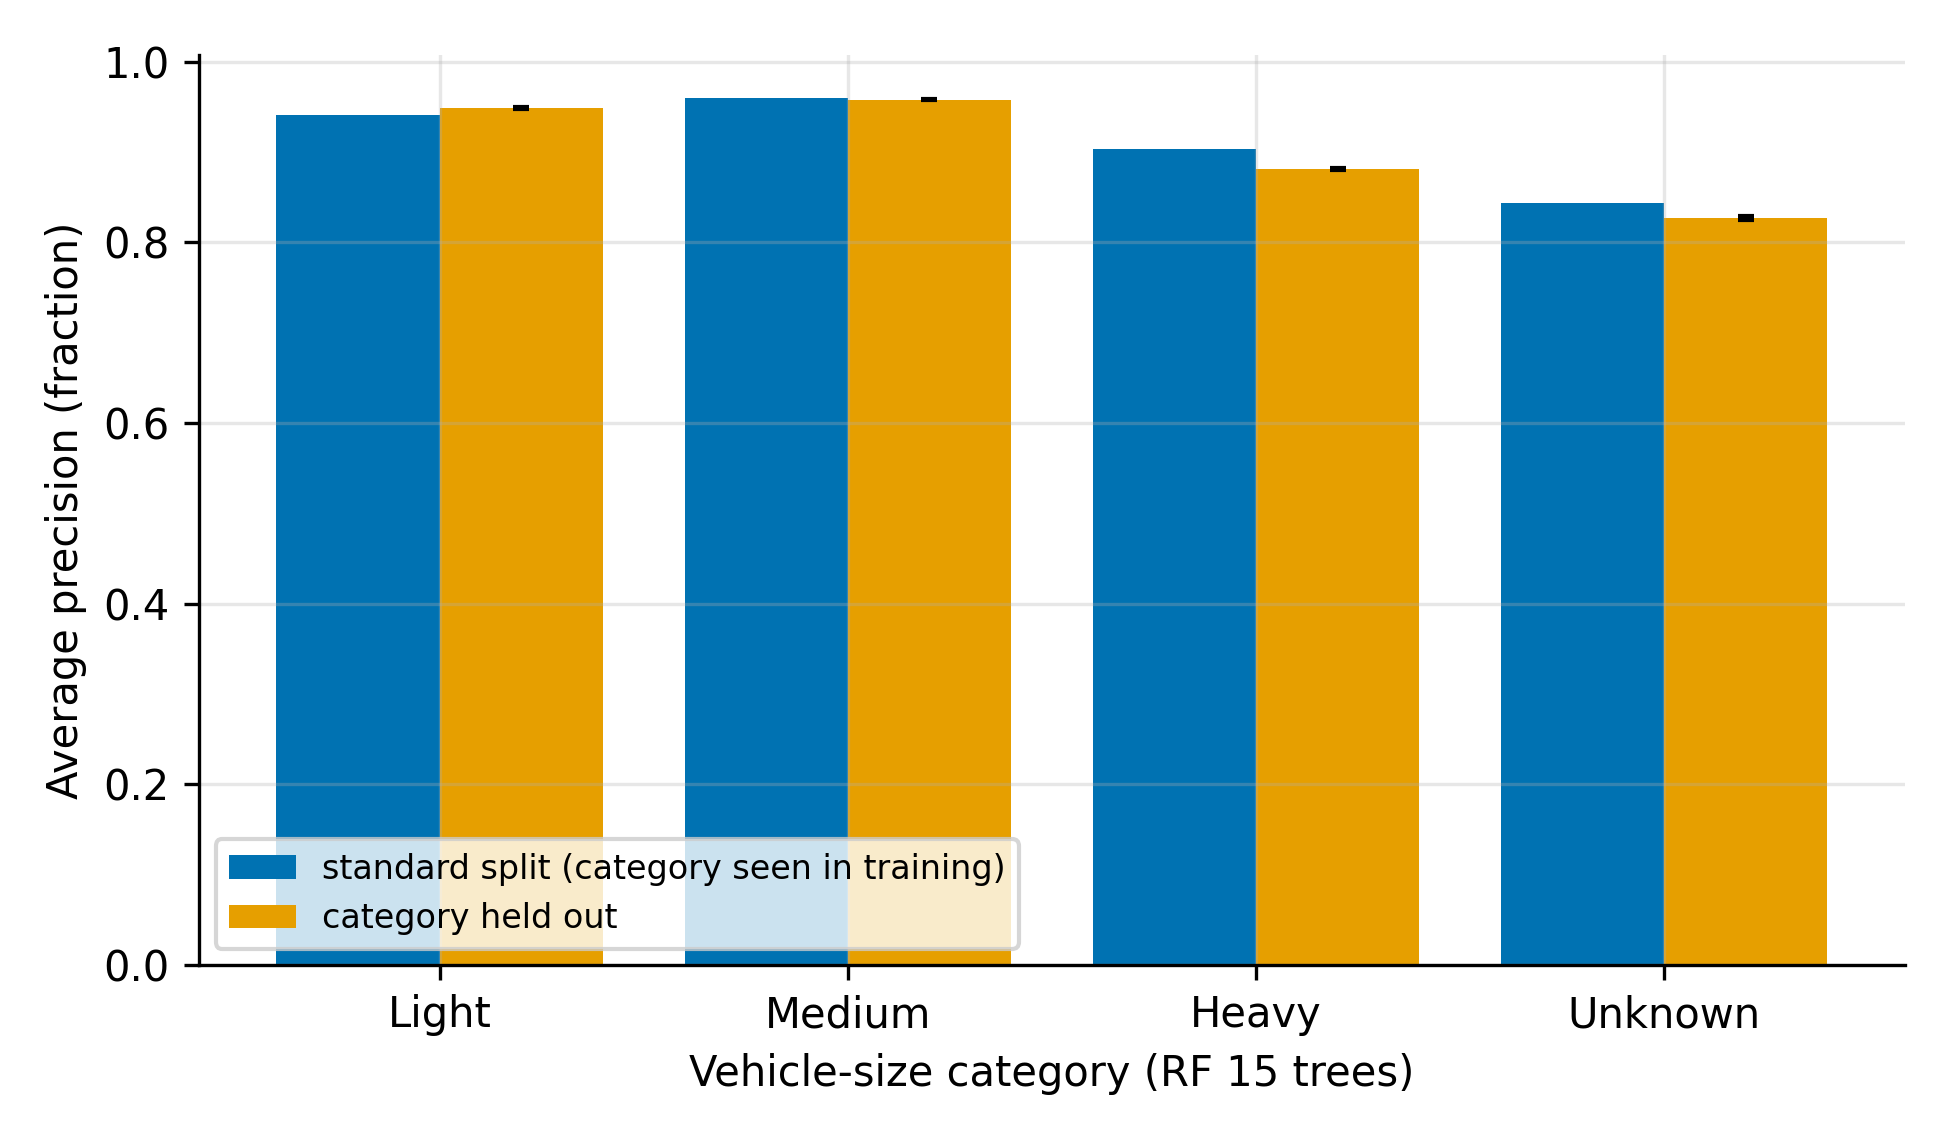 1.0
0.8
0.6
0.4
0.2
0.0
Average precision (fraction)
standard split (category seen in training)
category held out
Light
Medium
Heavy
Unknown
Vehicle-size category (RF 15 trees)